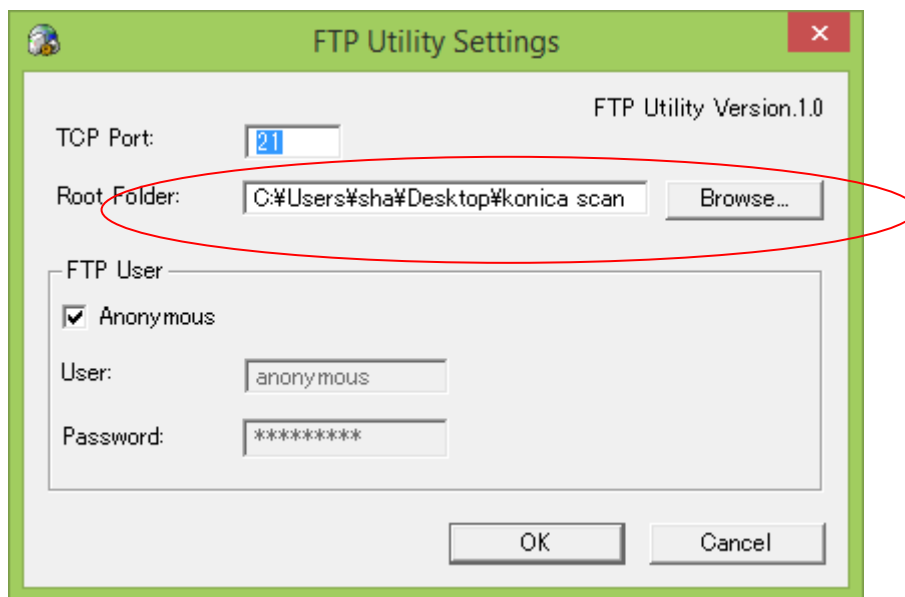 FTP Utility Settings
FTP Utility Version.1.0
TCP Port: 21
Root Folder: C:¥Users¥sha¥Desktop¥konica scan Browse...
FTP User
Anonymous
User: anonymous
Password: *********
OK Cancel